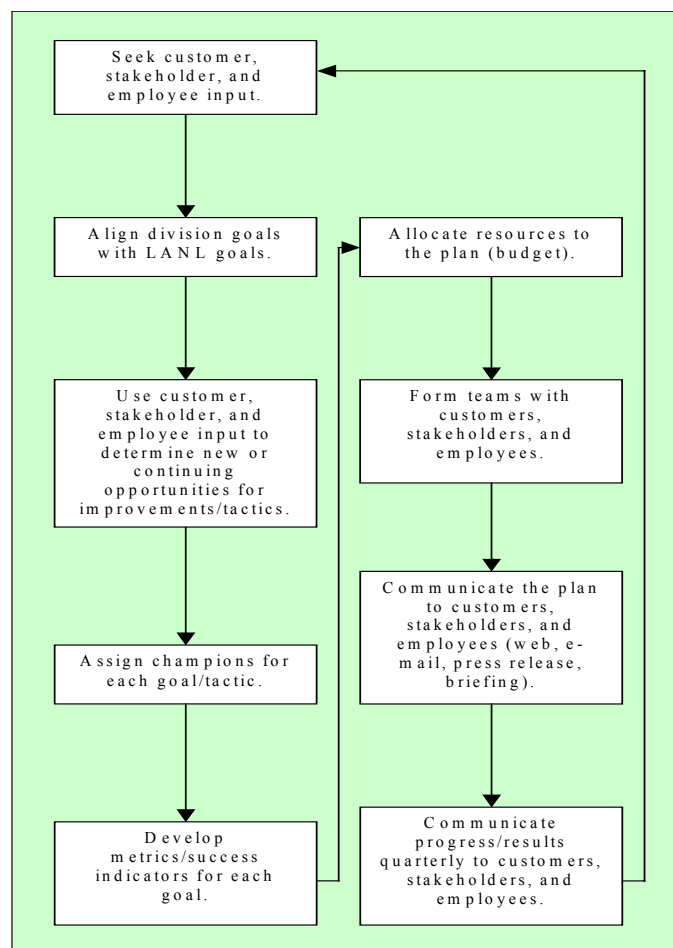 Seek customer,
stakeholder, and
employee input.
Align division goals
with LANL goals.
Use customer,
stakeholder, and
employee input to
determine new or
continuing
opportunities for
improvements/tactics.
Assign champions for
each goal/tactic.
Develop
metrics/success
indicators for each
goal.
Allocate resources to
the plan (budget).
Form teams with
customers,
stakeholders, and
employees.
Communicate the plan
to customers,
stakeholders, and
employees (web, e-
mail, press release,
briefing).
Communicate
progress/results
quarterly to customers,
stakeholders, and
employees.